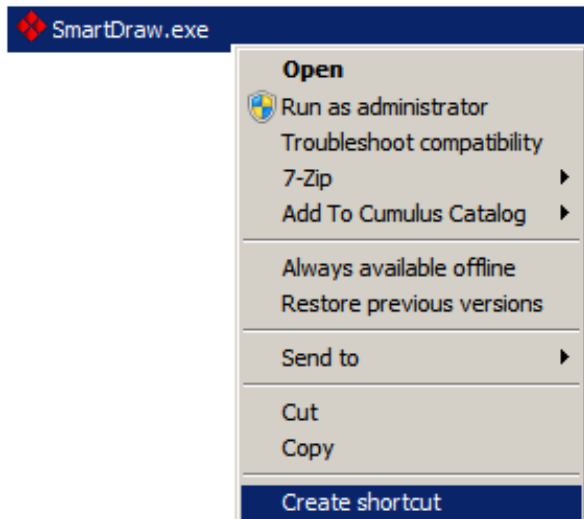 SmartDraw.exe
Open
Run as administrator
Troubleshoot compatibility
7-Zip
Add To Cumulus Catalog
Always available offline
Restore previous versions
Send to
Cut
Copy
Create shortcut